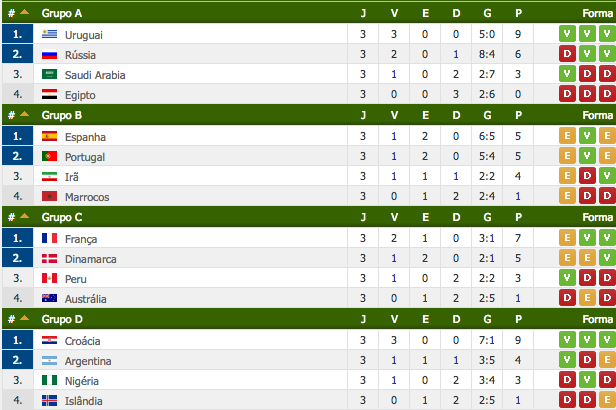 # Grupo A J V E D G P Forma
1. Uruguai 3 3 0 0 5:0 9 V V V
2. Rússia 3 2 0 1 8:4 6 D V V
3. Saudi Arabia 3 1 0 2 2:7 3 V D D
4. Egipto 3 0 0 3 2:6 0 D D D
# Grupo B J V E D G P Forma
1. Espanha 3 1 2 0 6:5 5 E V E
2. Portugal 3 1 2 0 5:4 5 E V E
3. Irã 3 1 1 1 2:2 4 E D V
4. Marrocos 3 0 1 2 2:4 1 E D D
# Grupo C J V E D G P Forma
1. França 3 2 1 0 3:1 7 E V V
2. Dinamarca 3 1 2 0 2:1 5 E E V
3. Peru 3 1 0 2 2:2 3 V D D
4. Austrália 3 0 1 2 2:5 1 D E D
# Grupo D J V E D G P Forma
1. Croácia 3 3 0 0 7:1 9 V V V
2. Argentina 3 1 1 1 3:5 4 V D E
3. Nigéria 3 1 0 2 3:4 3 D V D
4. Islândia 3 0 1 2 2:5 1 D D E